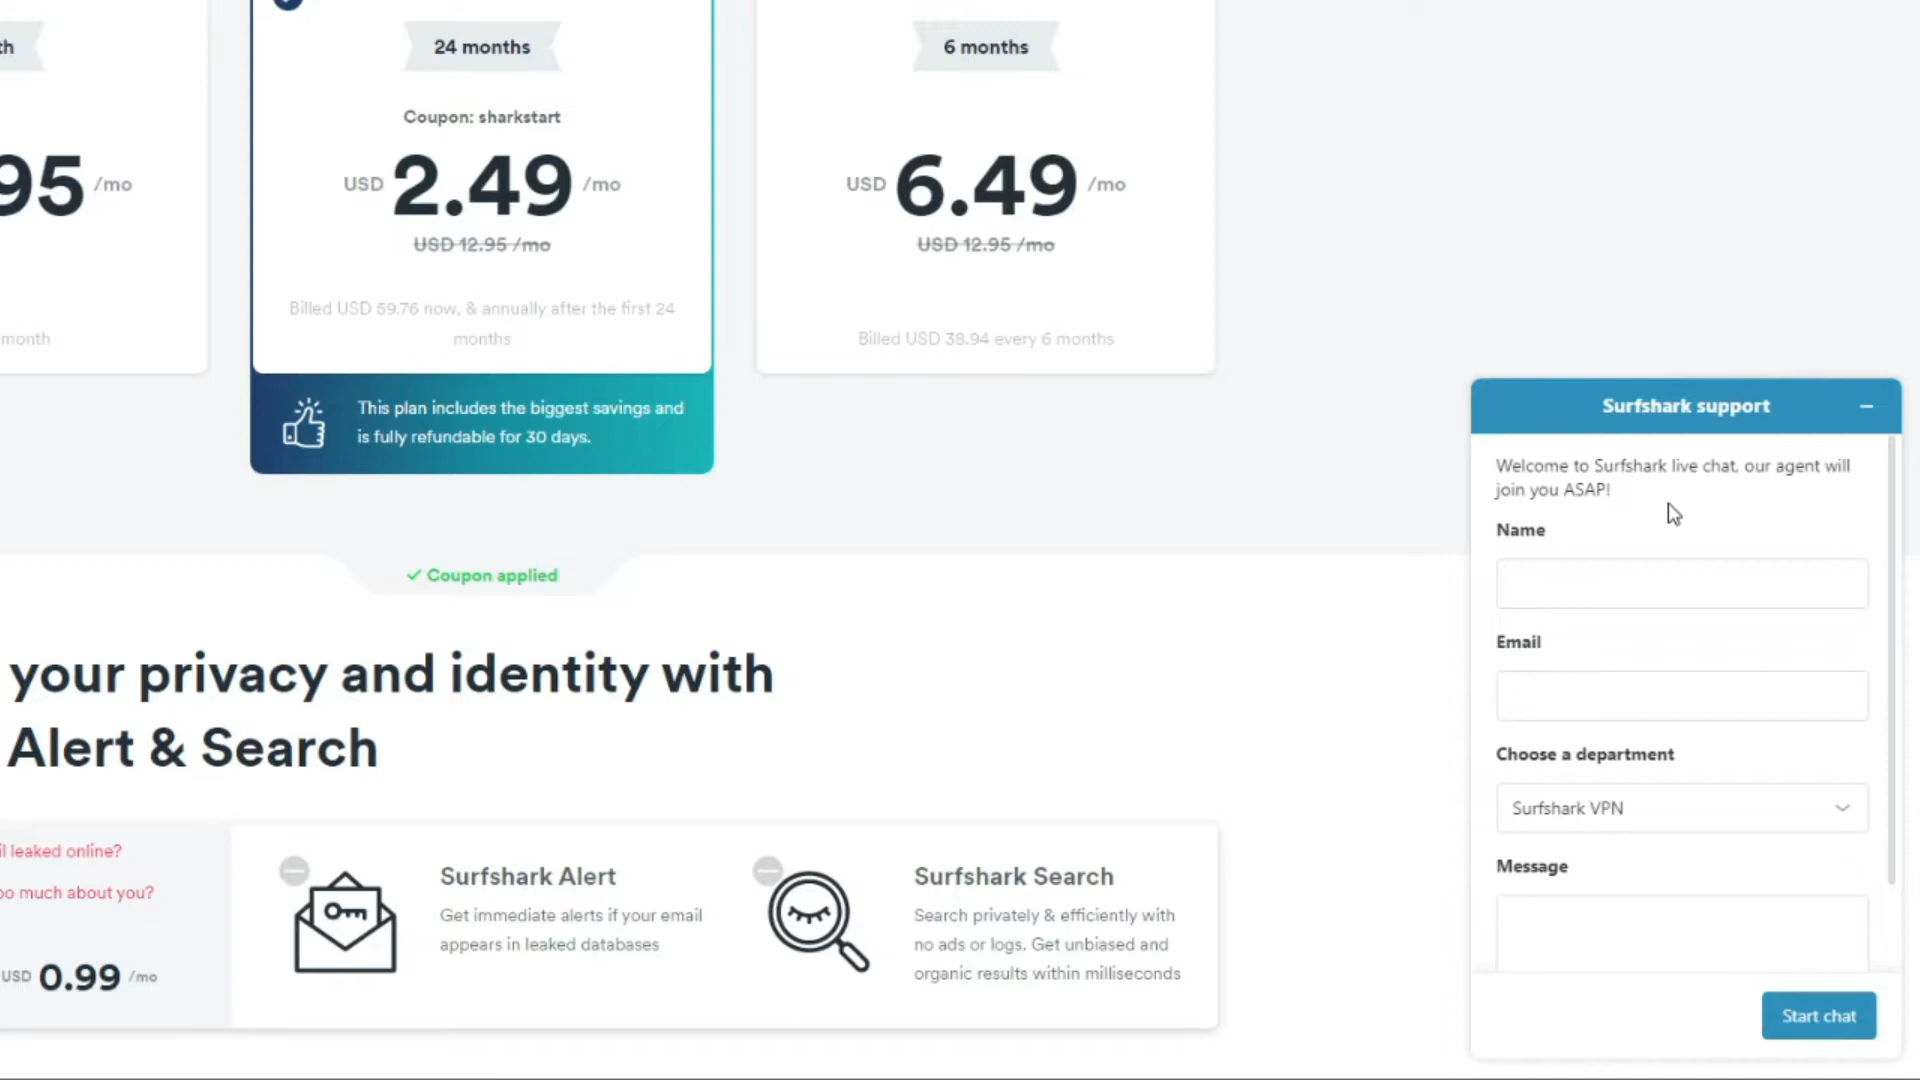 th
95 /mo
month
24 months
Coupon: sharkstart
USD 2.49 /mo
USD 12.95 /mo
Billed USD 59.76 now, & annually after the first 24
months
This plan includes the biggest savings and
is fully refundable for 30 days.
6 months
USD 6.49 /mo
USD 12.95 /mo
Billed USD 38.94 every 6 months
Coupon applied
your privacy and identity with
Alert & Search
il leaked online?
oo much about you?
USD 0.99 /mo
Surfshark Alert
Get immediate alerts if your email
appears in leaked databases
Surfshark Search
Search privately & efficiently with
no ads or logs. Get unbiased and
organic results within milliseconds
Surfshark support
Welcome to Surfshark live chat, our agent will
join you ASAP!
Name
Email
Choose a department
Surfshark VPN
Message
Start chat